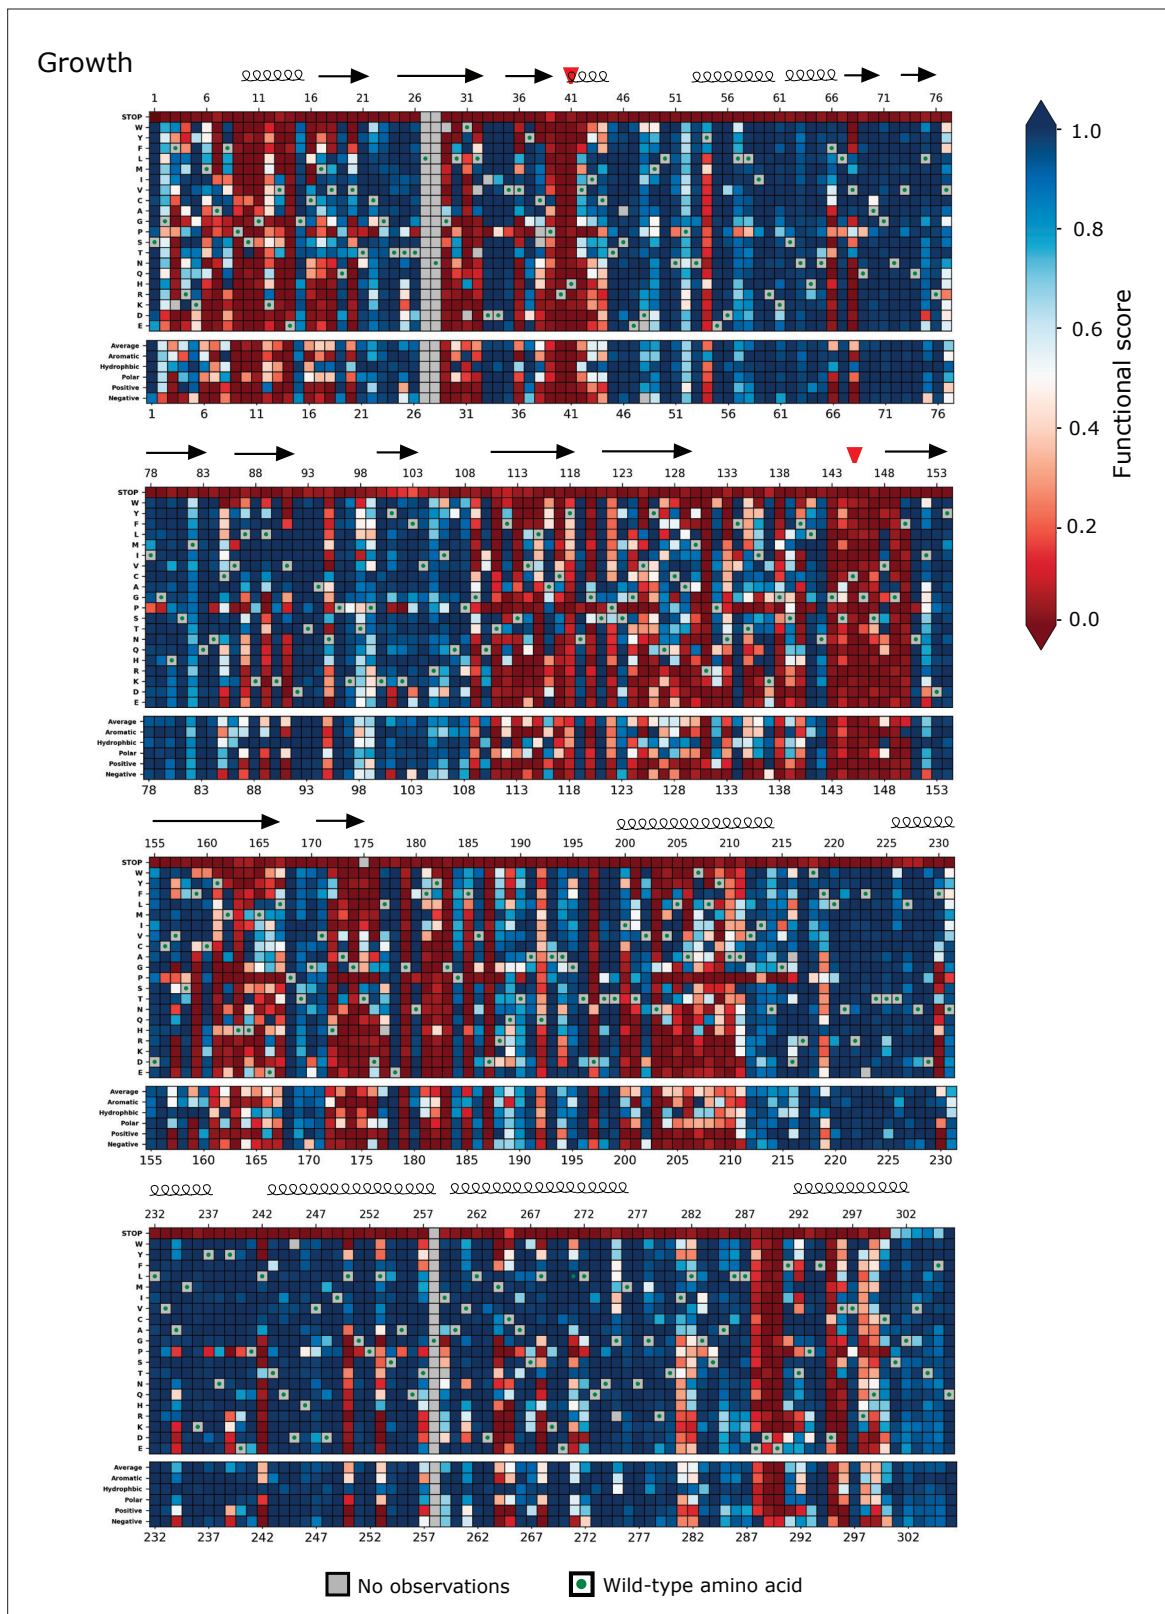 Growth
1 6 11 16 21 26 31 36 41 46 51 56 61 66 71 76
STOP
W
Y
F
L
M
I
V
C
A
G
P
S
T
N
Q
H
R
K
D
E
Average
Aromatic
Hydrophbic
Polar
Positive
Negative
1 6 11 16 21 26 31 36 41 46 51 56 61 66 71 76
1.0
0.8
0.6
0.4
0.2
0.0
Functional score
78 83 88 93 98 103 108 113 118 123 128 133 138 143 148 153
STOP
W
Y
F
L
M
I
V
C
A
G
P
S
T
N
Q
H
R
K
D
E
Average
Aromatic
Hydrophbic
Polar
Positive
Negative
78 83 88 93 98 103 108 113 118 123 128 133 138 143 148 153
155 160 165 170 175 180 185 190 195 200 205 210 215 220 225 230
STOP
W
Y
F
L
M
I
V
C
A
G
P
S
T
N
Q
H
R
K
D
E
Average
Aromatic
Hydrophbic
Polar
Positive
Negative
155 160 165 170 175 180 185 190 195 200 205 210 215 220 225 230
232 237 242 247 252 257 262 267 272 277 281 282 287 292 297 302
STOP
W
Y
F
L
M
I
V
C
A
G
P
S
T
N
Q
H
R
K
D
E
Average
Aromatic
Hydrophbic
Polar
Positive
Negative
232 237 242 247 252 257 262 267 272 277 282 287 292 297 302
No observations
Wild-type amino acid